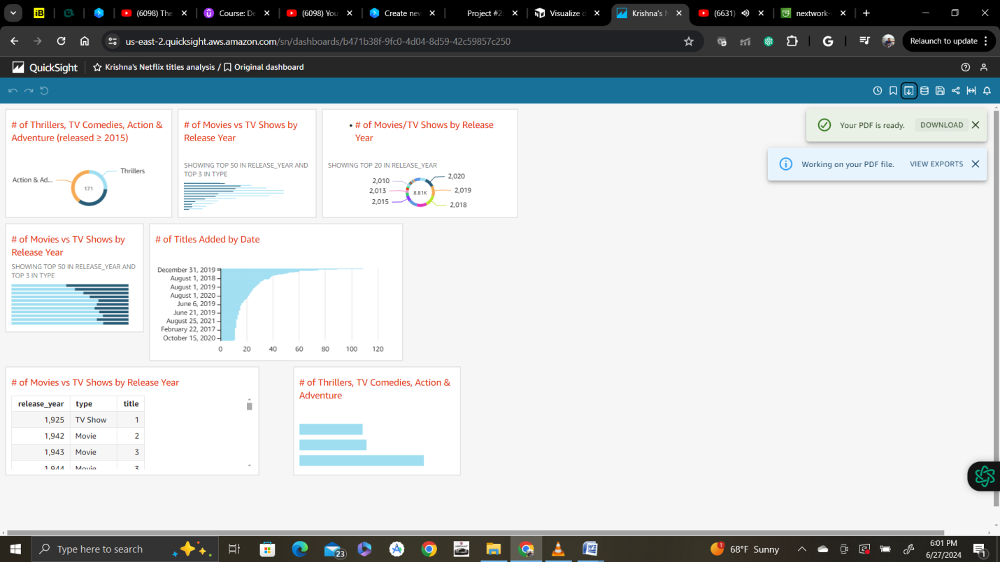 iB
(6098) The
Course: De
(6098) You
Create new
Project #2:
Visualize d
Krishna's N
(6631)
nextwork-
us-east-2.quicksight.aws.amazon.com/sn/dashboards/b471b38f-9fc0-4d04-8d59-42c59857c250
G
Relaunch to update
QuickSight
Krishna's Netflix titles analysis / Original dashboard
# of Thrillers, TV Comedies, Action &
Adventure (released ≥ 2015)
Thrillers
Action & Ad...
171
# of Movies vs TV Shows by
Release Year
SHOWING TOP 50 IN RELEASE_YEAR AND
TOP 3 IN TYPE
• # of Movies/TV Shows by Release
Year
SHOWING TOP 20 IN RELEASE_YEAR
2,010
2,020
2,013
8.81K
2,019
2,015
2,018
Your PDF is ready.
DOWNLOAD
Working on your PDF file.
VIEW EXPORTS
# of Movies vs TV Shows by
Release Year
SHOWING TOP 50 IN RELEASE_YEAR AND
TOP 3 IN TYPE
# of Titles Added by Date
December 31, 2019
August 1, 2018
August 1, 2019
August 1, 2020
June 6, 2019
June 21, 2019
August 25, 2021
February 22, 2017
October 15, 2020
0 20 40 60 80 100 120
# of Movies vs TV Shows by Release Year
release_year type title
1,925 TV Show 1
1,942 Movie 2
1,943 Movie 3
1,944 Movie 3
# of Thrillers, TV Comedies, Action &
Adventure
Type here to search
23
1
68°F Sunny
6:01 PM
6/27/2024
1